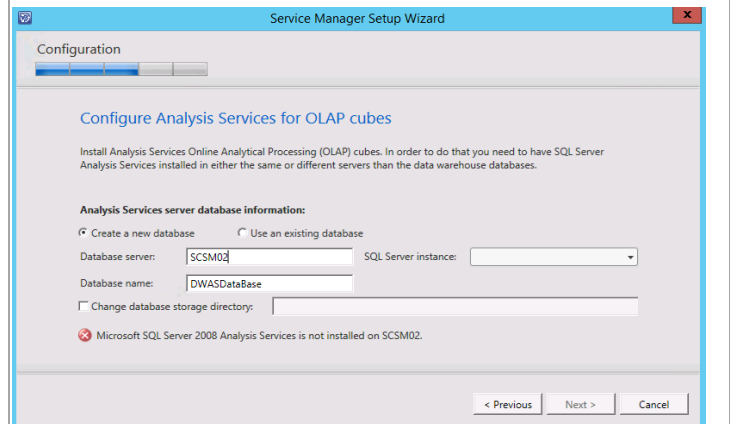 Service Manager Setup Wizard
x
Configuration
Configure Analysis Services for OLAP cubes
Install Analysis Services Online Analytical Processing (OLAP) cubes. In order to do that you need to have SQL Server
Analysis Services installed in either the same or different servers than the data warehouse databases.
Analysis Services server database information:
Create a new database Use an existing database
Database server: SCSM02 SQL Server instance:
Database name: DWASDataBase
Change database storage directory:
Microsoft SQL Server 2008 Analysis Services is not installed on SCSM02.
< Previous Next > Cancel